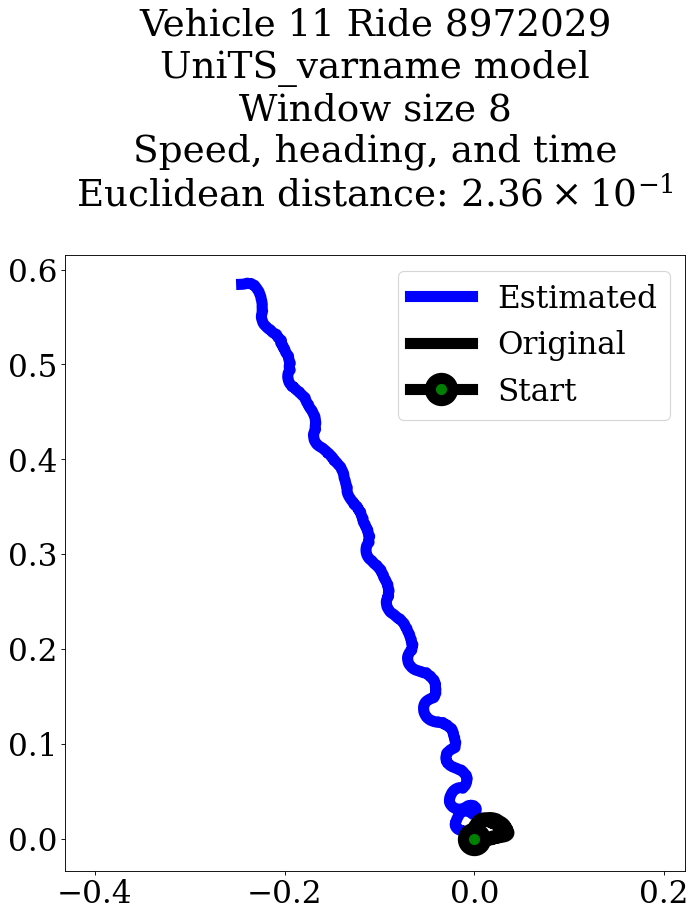 Vehicle 11 Ride 8972029
UniTS_varname model
Window size 8
Speed, heading, and time
Euclidean distance: 2.36 × 10⁻¹
Estimated
Original
Start
0.6
0.5
0.4
0.3
0.2
0.1
0.0
−0.4 −0.2 0.0 0.2